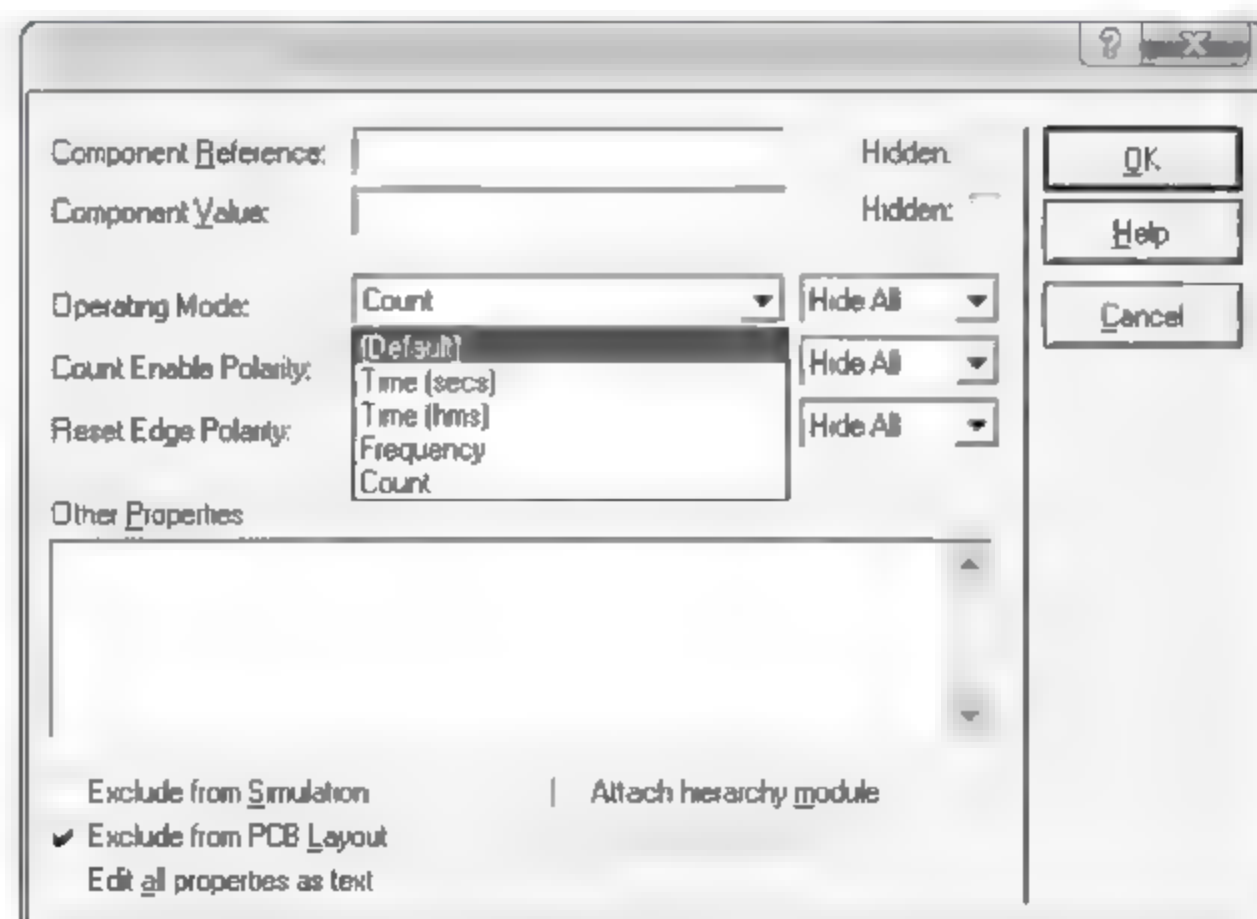 ?
Component Reference: Hidden:
Component Value: Hidden:
Operating Mode: Count Hide All
(Default)
Count Enable Polarity: Hide All
Time (secs)
Time (hms)
Reset Edge Polarity: Hide All
Frequency
Count
Other Properties
Exclude from Simulation Attach hierarchy module
Exclude from PCB Layout
Edit all properties as text
OK
Help
Cancel